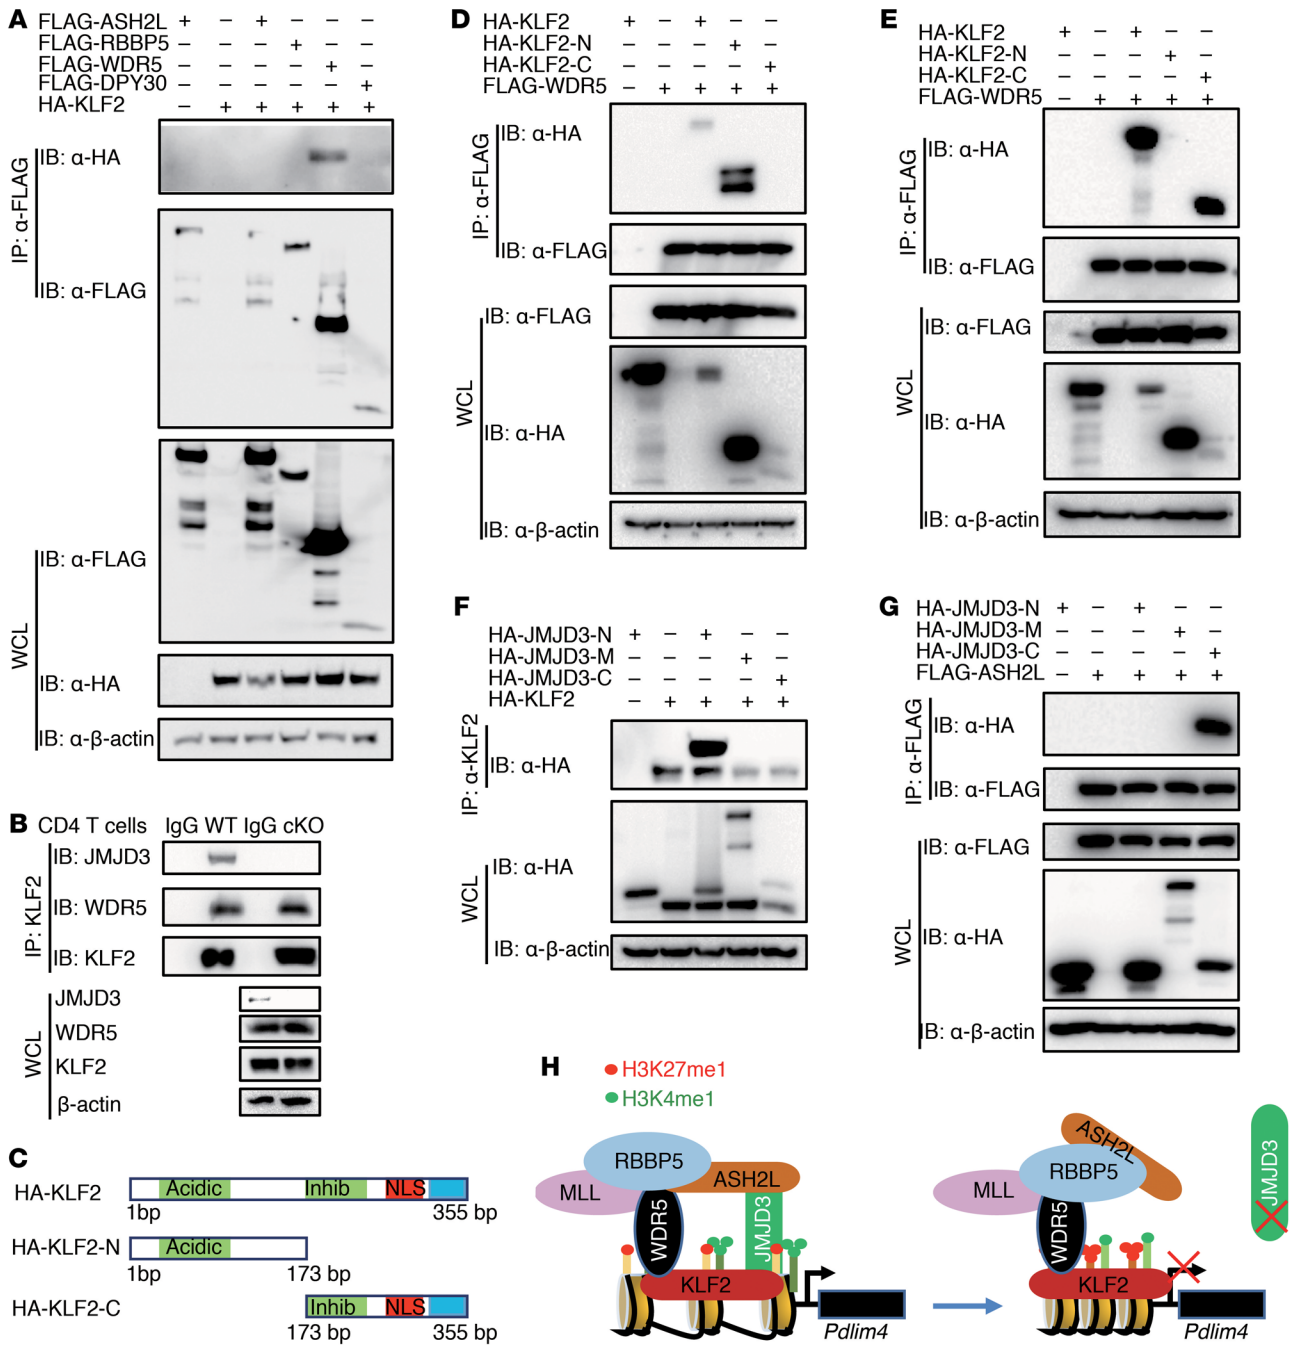 A
FLAG-ASH2L + − + − − −
FLAG-RBBP5 − − − + − −
FLAG-WDR5 − − − − + −
FLAG-DPY30 − − − − − +
HA-KLF2 − + + + + +
IP: α-FLAG
IB: α-HA
IB: α-FLAG
WCL
IB: α-FLAG
IB: α-HA
IB: α-β-actin
B
CD4 T cells IgG WT IgG cKO
IP: KLF2
IB: JMJD3
IB: WDR5
IB: KLF2
WCL
JMJD3
WDR5
KLF2
β-actin
C
HA-KLF2 Acidic Inhib NLS
1bp 355 bp
HA-KLF2-N Acidic
1bp 173 bp
HA-KLF2-C Inhib NLS
173 bp 355 bp
D
HA-KLF2 + − + − −
HA-KLF2-N − − − + −
HA-KLF2-C − − − − +
FLAG-WDR5 − + + + +
IP: α-FLAG
IB: α-HA
IB: α-FLAG
WCL
IB: α-FLAG
IB: α-HA
IB: α-β-actin
E
HA-KLF2 + − + − −
HA-KLF2-N − − − + −
HA-KLF2-C − − − − +
FLAG-WDR5 − + + + +
IP: α-FLAG
IB: α-HA
IB: α-FLAG
WCL
IB: α-FLAG
IB: α-HA
IB: α-β-actin
F
HA-JMJD3-N + − + − −
HA-JMJD3-M − − − + −
HA-JMJD3-C − − − − +
HA-KLF2 − + + + +
IP: α-KLF2
IB: α-HA
WCL
IB: α-HA
IB: α-β-actin
G
HA-JMJD3-N + − + − −
HA-JMJD3-M − − − + −
HA-JMJD3-C − − − − +
FLAG-ASH2L − + + + +
IP: α-FLAG
IB: α-HA
IB: α-FLAG
WCL
IB: α-FLAG
IB: α-HA
IB: α-β-actin
H
H3K27me1
H3K4me1
RBBP5
MLL
ASH2L
WDR5
JMJD3
KLF2
Pdlim4
ASH2L
RBBP5
MLL
WDR5
JMJD3
KLF2
Pdlim4